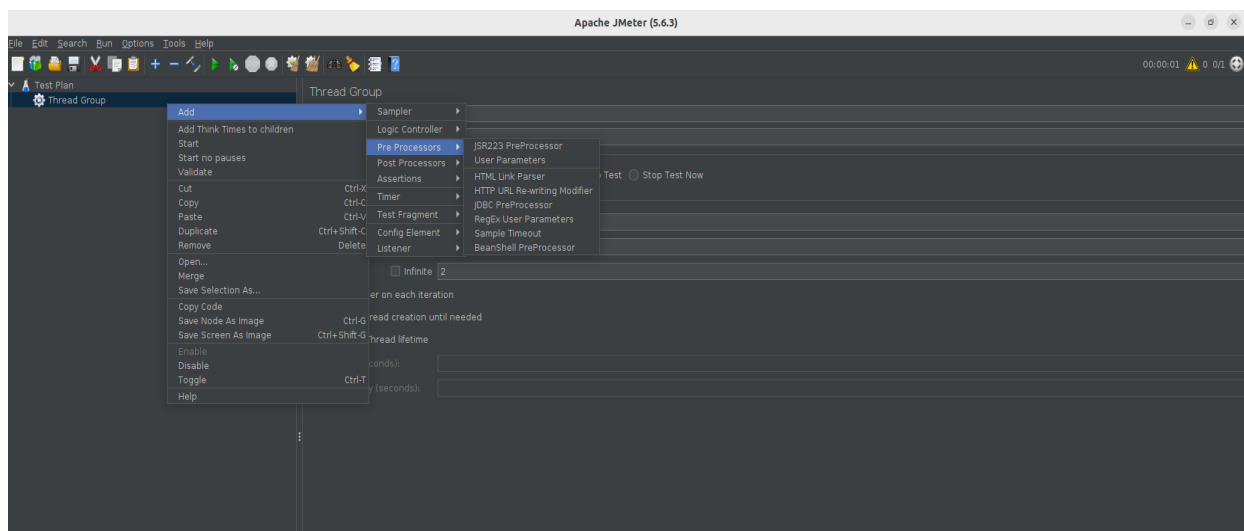 Apache JMeter (5.6.3)
File Edit Search Run Options Tools Help
00:00:01 0 0/1
Test Plan
Thread Group
Thread Group
Add
Add Think Times to children
Start
Start no pauses
Validate
Cut Ctrl-X
Copy Ctrl-C
Paste Ctrl-V
Duplicate Ctrl+Shift-C
Remove Delete
Open...
Merge
Save Selection As...
Copy Code
Save Node As Image Ctrl-G
Save Screen As Image Ctrl+Shift-G
Enable
Disable
Toggle Ctrl-T
Help
Sampler
Logic Controller
Pre Processors
Post Processors
Assertions
Timer
Test Fragment
Config Element
Listener
JSR223 PreProcessor
User Parameters
HTML Link Parser
HTTP URL Re-writing Modifier
JDBC PreProcessor
RegEx User Parameters
Sample Timeout
BeanShell PreProcessor
Test Stop Test Now
Infinite 2
er on each iteration
read creation until needed
hread lifetime
conds):
y (seconds):